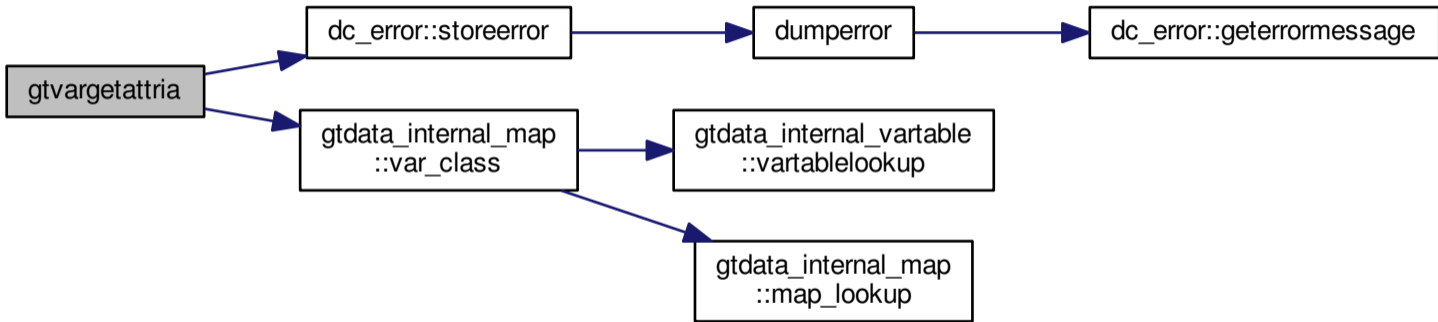 gtvargetattria
dc_error::storeerror
dumperror
dc_error::geterrormessage
gtdata_internal_map
::var_class
gtdata_internal_vartable
::vartablelookup
gtdata_internal_map
::map_lookup